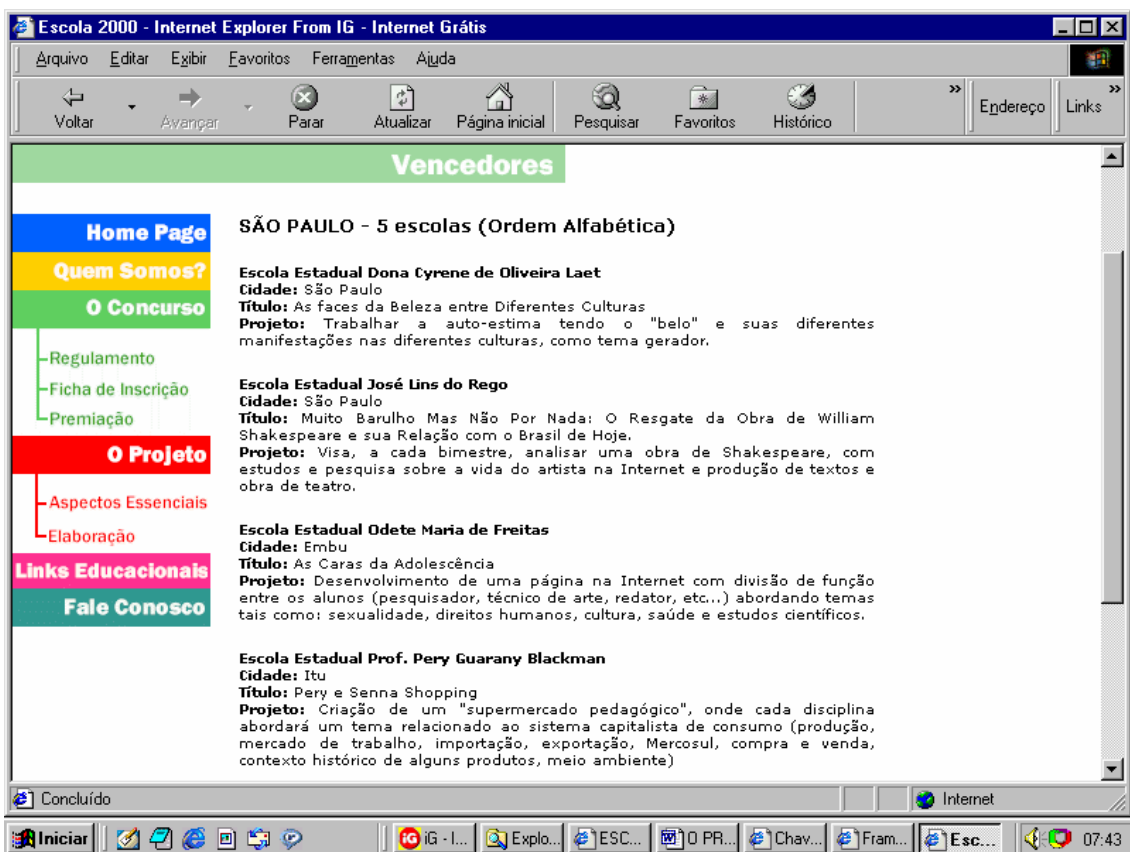 Escola 2000 - Internet Explorer From IG - Internet Grátis
Arquivo Editar Exibir Favoritos Ferramentas Ajuda
Voltar Avançar Parar Atualizar Página inicial Pesquisar Favoritos Histórico » Endereço Links »
Vencedores
Home Page
Quem Somos?
O Concurso
Regulamento
Ficha de Inscrição
Premiação
O Projeto
Aspectos Essenciais
Elaboração
Links Educacionais
Fale Conosco
SÃO PAULO - 5 escolas (Ordem Alfabética)
Escola Estadual Dona Cyrene de Oliveira Laet
Cidade: São Paulo
Título: As faces da Beleza entre Diferentes Culturas
Projeto: Trabalhar a auto-estima tendo o "belo" e suas diferentes
manifestações nas diferentes culturas, como tema gerador.
Escola Estadual José Lins do Rego
Cidade: São Paulo
Título: Muito Barulho Mas Não Por Nada: O Resgate da Obra de William
Shakespeare e sua Relação com o Brasil de Hoje.
Projeto: Visa, a cada bimestre, analisar uma obra de Shakespeare, com
estudos e pesquisa sobre a vida do artista na Internet e produção de textos e
obra de teatro.
Escola Estadual Odete Maria de Freitas
Cidade: Embu
Título: As Caras da Adolescência
Projeto: Desenvolvimento de uma página na Internet com divisão de função
entre os alunos (pesquisador, técnico de arte, redator, etc...) abordando temas
tais como: sexualidade, direitos humanos, cultura, saúde e estudos científicos.
Escola Estadual Prof. Pery Guarany Blackman
Cidade: Itu
Título: Pery e Senna Shopping
Projeto: Criação de um "supermercado pedagógico", onde cada disciplina
abordará um tema relacionado ao sistema capitalista de consumo (produção,
mercado de trabalho, importação, exportação, Mercosul, compra e venda,
contexto histórico de alguns produtos, meio ambiente)
Concluído Internet
Iniciar iG - I... Explo... ESC... O PR... Chav... Fram... Esc... 07:43